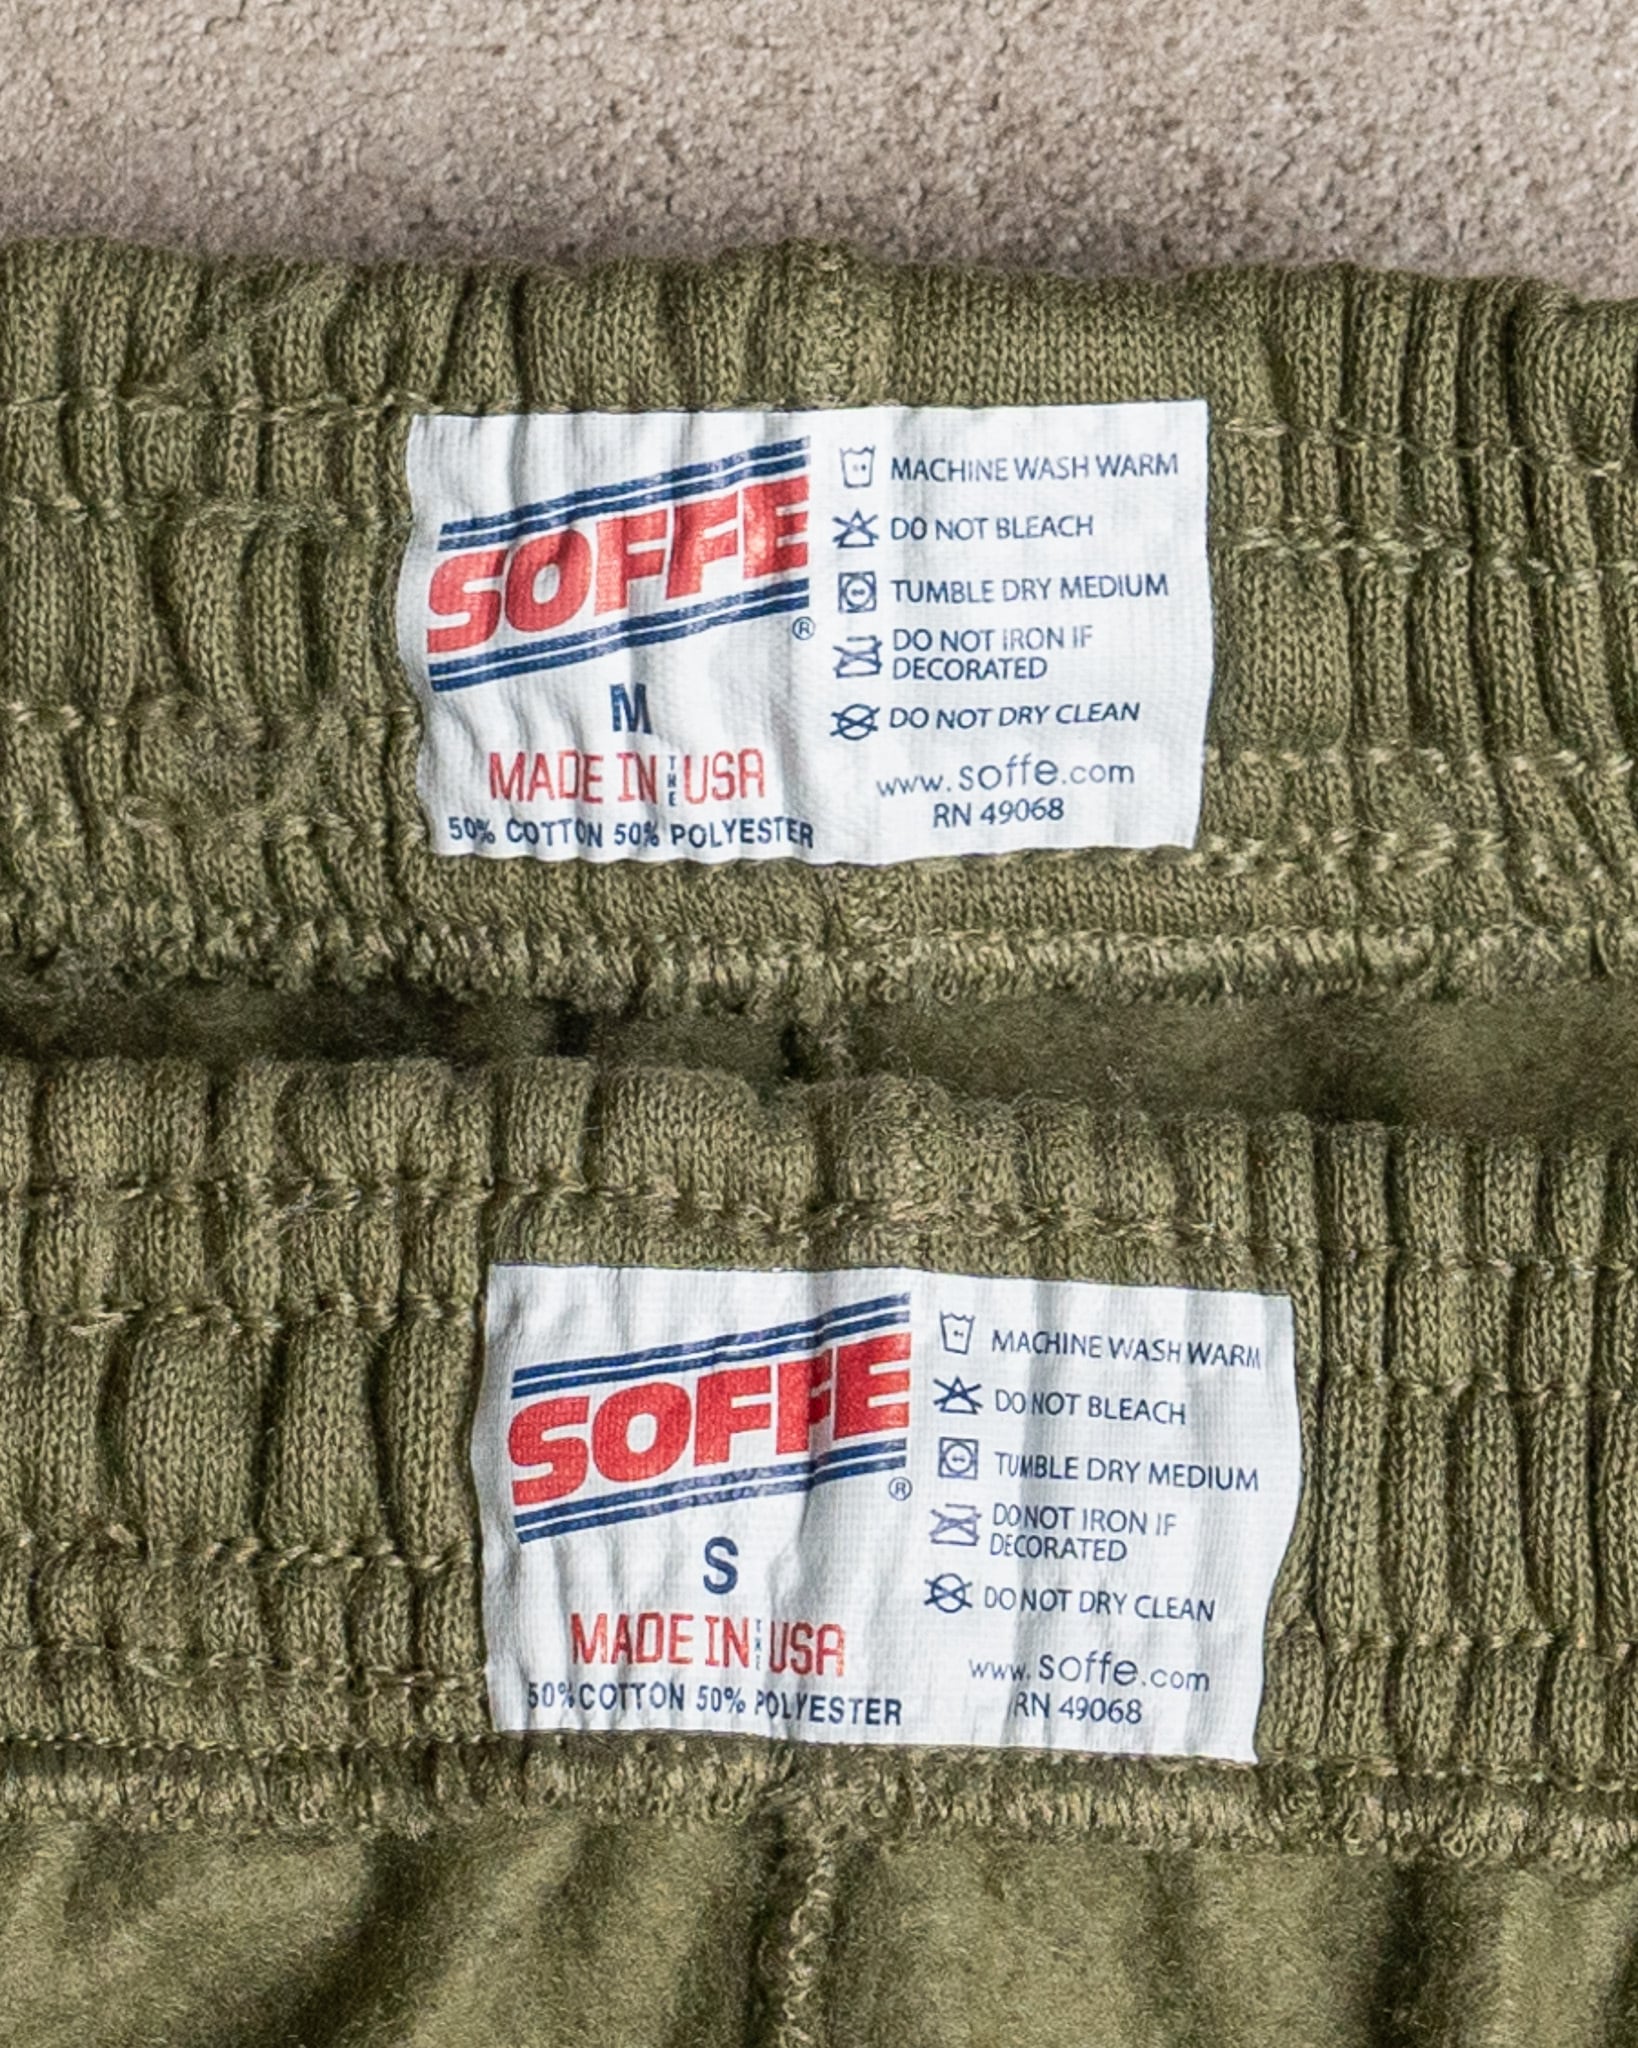 SOFFE
®
M
MADE IN THE USA
50% COTTON 50% POLYESTER
MACHINE WASH WARM
DO NOT BLEACH
TUMBLE DRY MEDIUM
DO NOT IRON IF
DECORATED
DO NOT DRY CLEAN
www.soffe.com
RN 49068
SOFFE
®
S
MADE IN THE USA
50% COTTON 50% POLYESTER
MACHINE WASH WARM
DO NOT BLEACH
TUMBLE DRY MEDIUM
DO NOT IRON IF
DECORATED
DO NOT DRY CLEAN
www.soffe.com
RN 49068